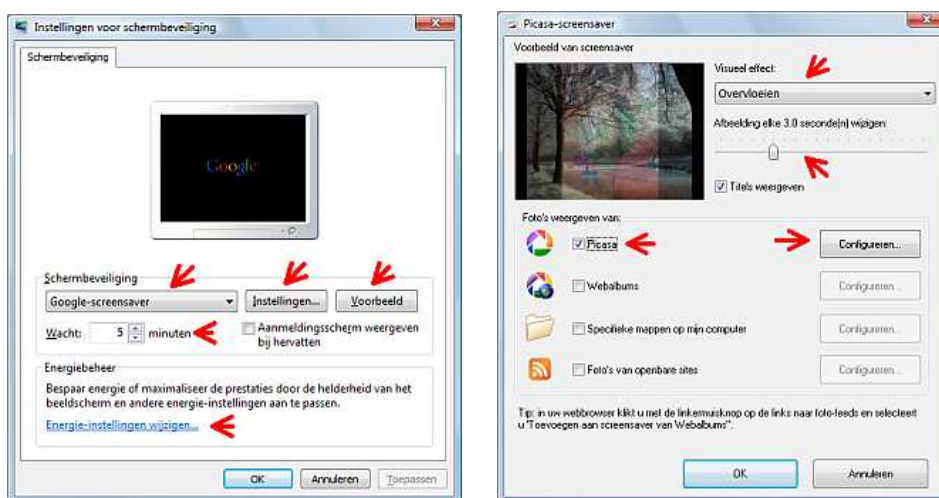 Instellingen voor schermbeveiliging
Schermbeveiliging
Google
Schermbeveiliging
Google-screensaver
Instellingen...
Voorbeeld
Wacht:
5
minuten
Aanmeldingsscherm weergeven
bij hervatten
Energiebeheer
Bespaar energie of maximaliseer de prestaties door de helderheid van het
beeldscherm en andere energie-instellingen aan te passen.
Energie-instellingen wijzigen...
OK
Annuleren
Toepassen
Picasa-screensaver
Voorbeeld van screensaver
Visueel effect:
Overvloeien
Afbeelding elke 3.0 seconde(n) wijzigen:
Titels weergeven
Foto's weergeven van:
Picasa
Configureren...
Webalbums
Configureren...
Specifieke mappen op mijn computer
Configureren...
Foto's van openbare sites
Configureren...
Tip: in uw webbrowser klikt u met de linkermuisknop op de links naar foto-feeds en selecteert
u "Toevoegen aan screensaver van Webalbums".
OK
Annuleren